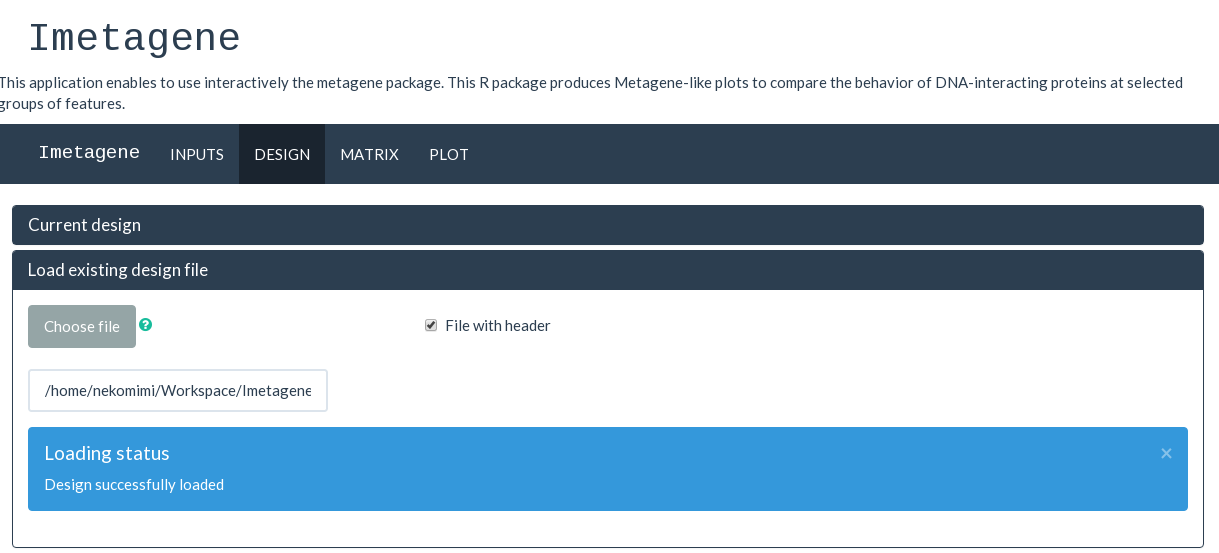 Imetagene
This application enables to use interactively the metagene package. This R package produces Metagene-like plots to compare the behavior of DNA-interacting proteins at selected
groups of features.
Imetagene INPUTS DESIGN MATRIX PLOT
Current design
Load existing design file
Choose file ? File with header
/home/nekomimi/Workspace/Imetagene
Loading status ×
Design successfully loaded